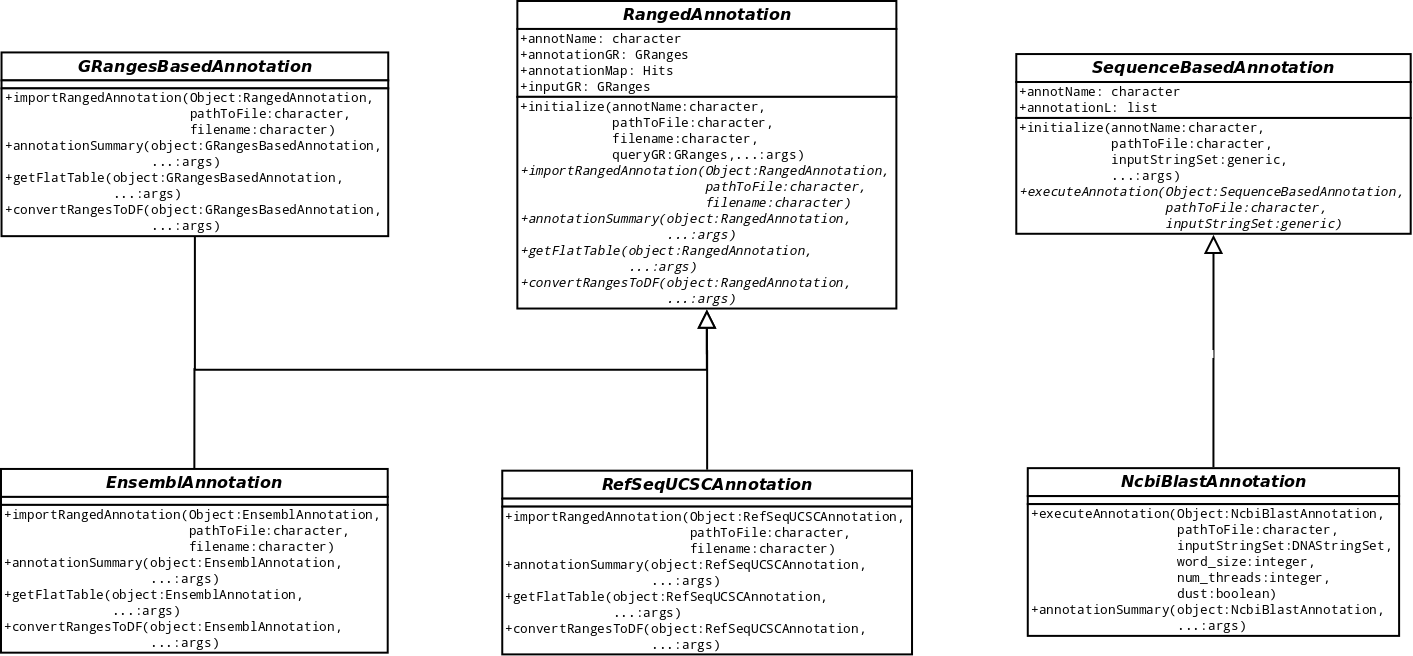 GRangesBasedAnnotation
+importRangedAnnotation(Object:RangedAnnotation,
pathToFile:character,
filename:character)
+annotationSummary(object:GRangesBasedAnnotation,
...:args)
+getFlatTable(object:GRangesBasedAnnotation,
...:args)
+convertRangesToDF(object:GRangesBasedAnnotation,
...:args)
RangedAnnotation
+annotName: character
+annotationGR: GRanges
+annotationMap: Hits
+inputGR: GRanges
+initialize(annotName:character,
pathToFile:character,
filename:character,
queryGR:GRanges,...:args)
+importRangedAnnotation(Object:RangedAnnotation,
pathToFile:character,
filename:character)
+annotationSummary(object:RangedAnnotation,
...:args)
+getFlatTable(object:RangedAnnotation,
...:args)
+convertRangesToDF(object:RangedAnnotation,
...:args)
SequenceBasedAnnotation
+annotName: character
+annotationL: list
+initialize(annotName:character,
pathToFile:character,
inputStringSet:generic,
...:args)
+executeAnnotation(Object:SequenceBasedAnnotation,
pathToFile:character,
inputStringSet:generic)
EnsemblAnnotation
+importRangedAnnotation(Object:EnsemblAnnotation,
pathToFile:character,
filename:character)
+annotationSummary(object:EnsemblAnnotation,
...:args)
+getFlatTable(object:EnsemblAnnotation,
...:args)
+convertRangesToDF(object:EnsemblAnnotation,
...:args)
RefSeqUCSCAnnotation
+importRangedAnnotation(Object:RefSeqUCSCAnnotation,
pathToFile:character,
filename:character)
+annotationSummary(object:RefSeqUCSCAnnotation,
...:args)
+getFlatTable(object:RefSeqUCSCAnnotation,
...:args)
+convertRangesToDF(object:RefSeqUCSCAnnotation,
...:args)
NcbiBlastAnnotation
+executeAnnotation(Object:NcbiBlastAnnotation,
pathToFile:character,
inputStringSet:DNAStringSet,
word_size:integer,
num_threads:integer,
dust:boolean)
+annotationSummary(object:NcbiBlastAnnotation,
...:args)